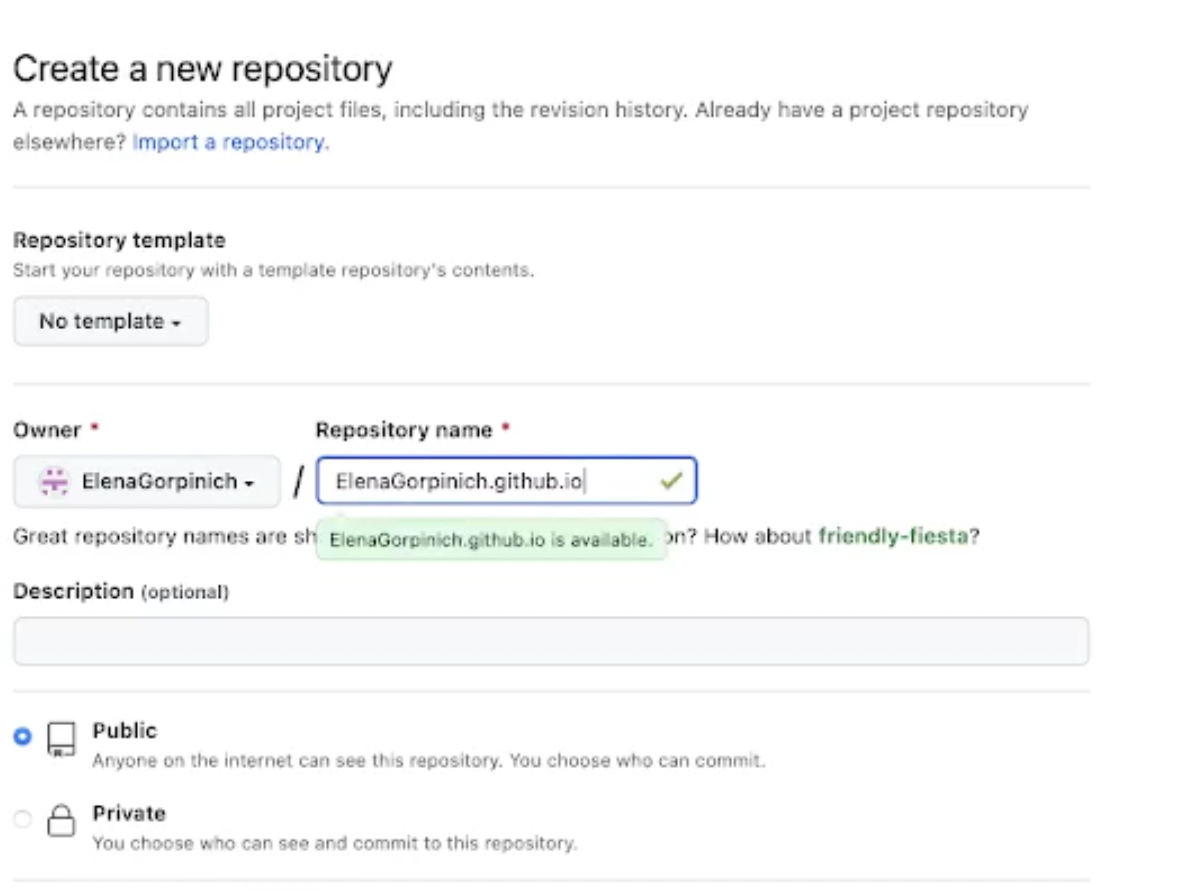 Create a new repository
A repository contains all project files, including the revision history. Already have a project repository
elsewhere? Import a repository.
Repository template
Start your repository with a template repository's contents.
No template
Owner *
Repository name *
ElenaGorpinich
/
ElenaGorpinich.github.io
Great repository names are sh
ElenaGorpinich.github.io is available.
on? How about friendly-fiesta?
Description (optional)
Public
Anyone on the internet can see this repository. You choose who can commit.
Private
You choose who can see and commit to this repository.